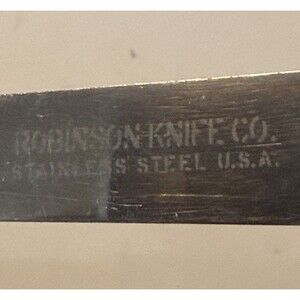 ROBINSON KNIFE CO.
STAINLESS STEEL U.S.A.